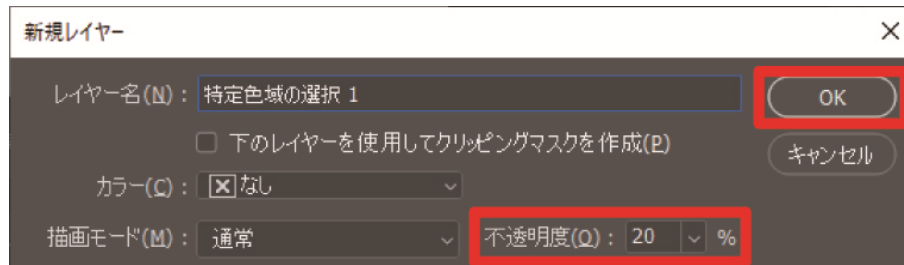 新規レイヤー
レイヤー名(N)： 特定色域の選択 1
OK
下のレイヤーを使用してクリッピングマスクを作成(P)
キャンセル
カラー(C)： なし
描画モード(M)： 通常 不透明度(O)： 20 %